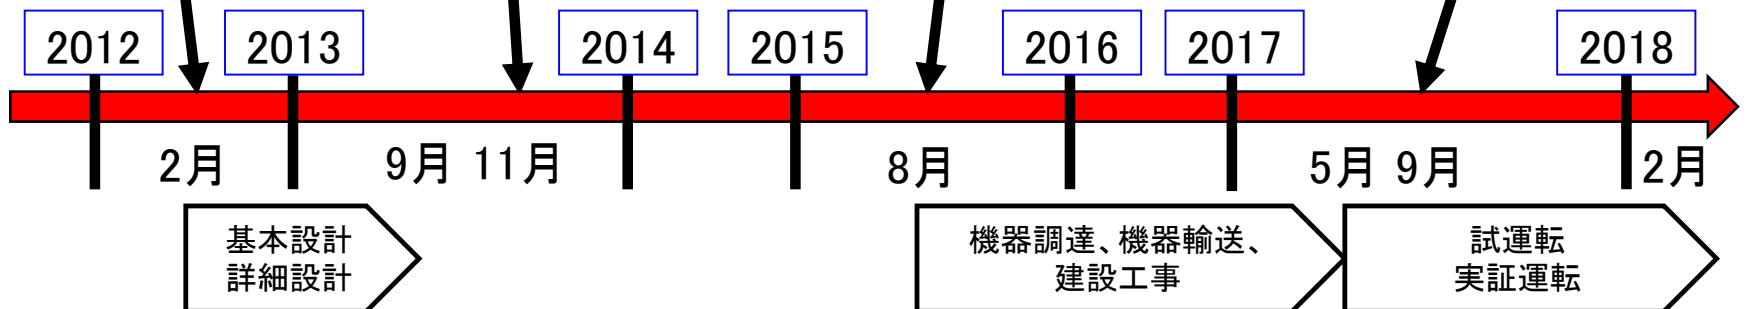 2012 2013 2014 2015 2016 2017 2018
2月 9月 11月 8月 5月 9月 2月
基本設計
詳細設計
機器調達、機器輸送、
建設工事
試運転
実証運転